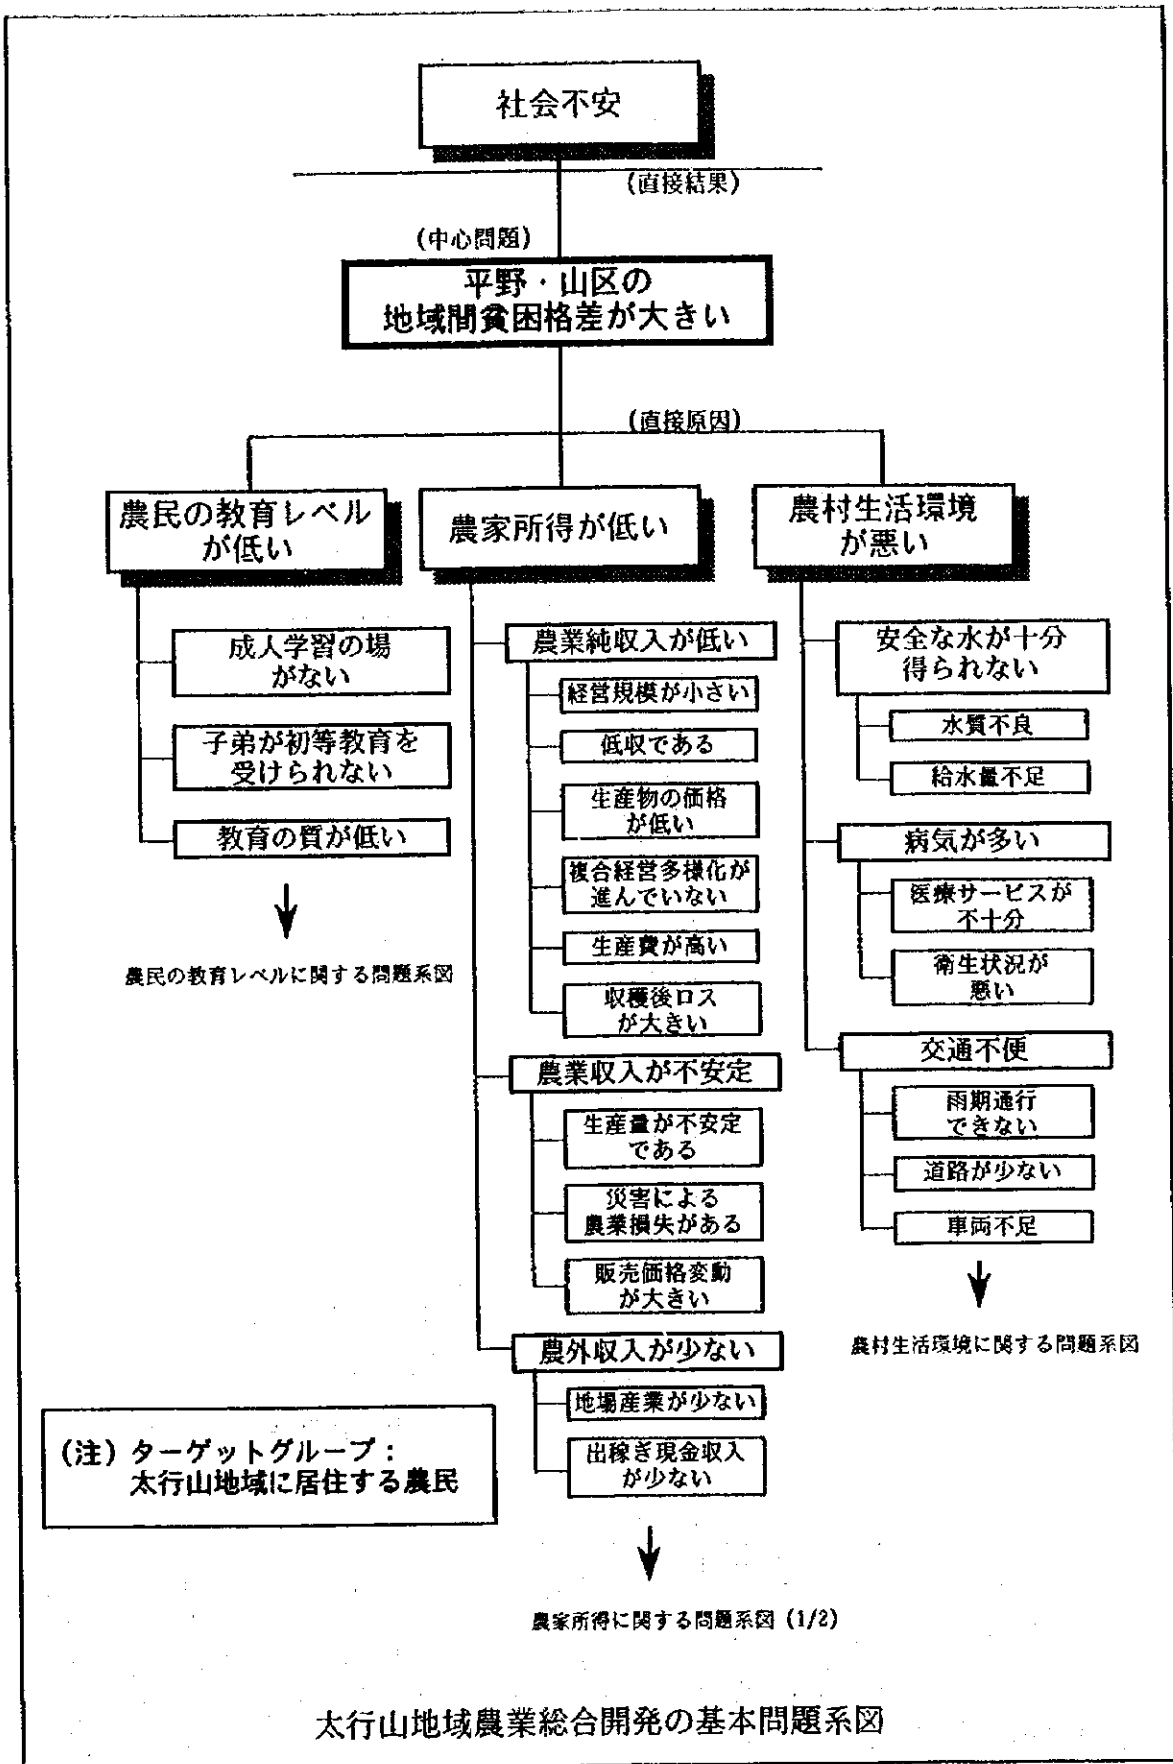 社会不安
(直接結果)
(中心問題)
平野・山区の
地域間貧困格差が大きい
(直接原因)
農民の教育レベル
が低い
成人学習の場
がない
子弟が初等教育を
受けられない
教育の質が低い
農民の教育レベルに関する問題系図
農家所得が低い
農業純収入が低い
経営規模が小さい
低収である
生産物の価格
が低い
複合経営多様化が
進んでいない
生産費が高い
収穫後ロス
が大きい
農業収入が不安定
生産量が不安定
である
災害による
農業損失がある
販売価格変動
が大きい
農外収入が少ない
地場産業が少ない
出稼ぎ現金収入
が少ない
農家所得に関する問題系図 (1/2)
農村生活環境
が悪い
安全な水が十分
得られない
水質不良
給水量不足
病気が多い
医療サービスが
不十分
衛生状況が
悪い
交通不便
雨期通行
できない
道路が少ない
車両不足
農村生活環境に関する問題系図
(注) ターゲットグループ:
太行山地域に居住する農民
太行山地域農業総合開発の基本問題系図